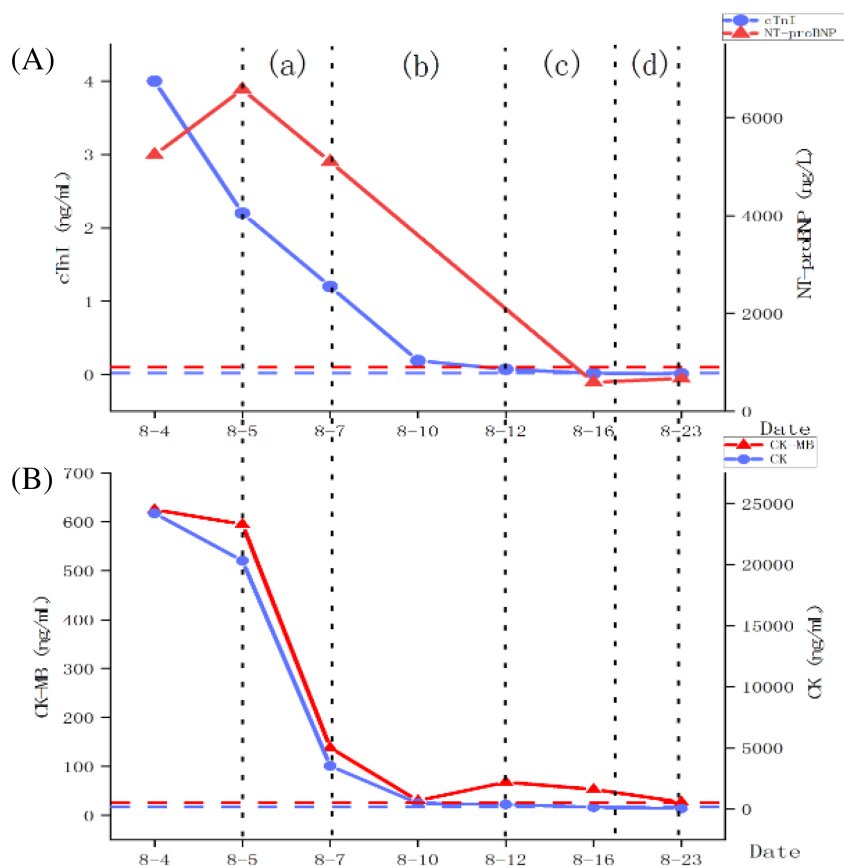 cTnI
NT-proBNP
(A)
(a)
(b)
(c)
(d)
4
3
2
1
0
cTnI (ng/mL)
6000
4000
2000
0
NT-proBNP (ng/L)
8-4 8-5 8-7 8-10 8-12 8-16 8-23
Date
CK-MB
CK
(B)
700
600
500
400
300
200
100
0
CK-MB (ng/mL)
25000
20000
15000
10000
5000
0
CK (ng/mL)
8-4 8-5 8-7 8-10 8-12 8-16 8-23
Date